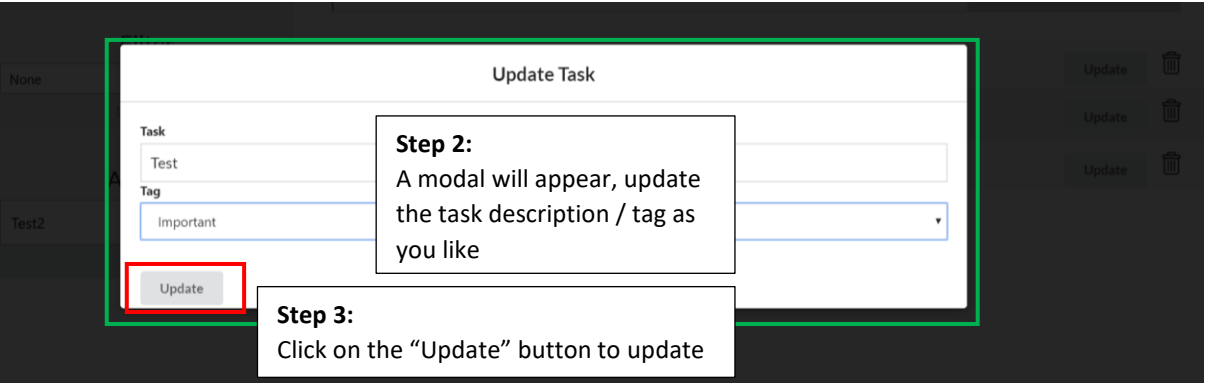 None
Update
Update
Update
Update Task
Task
Test
Tag
Important
Update
Test2
Step 2:
A modal will appear, update
the task description / tag as
you like
Step 3:
Click on the “Update” button to update